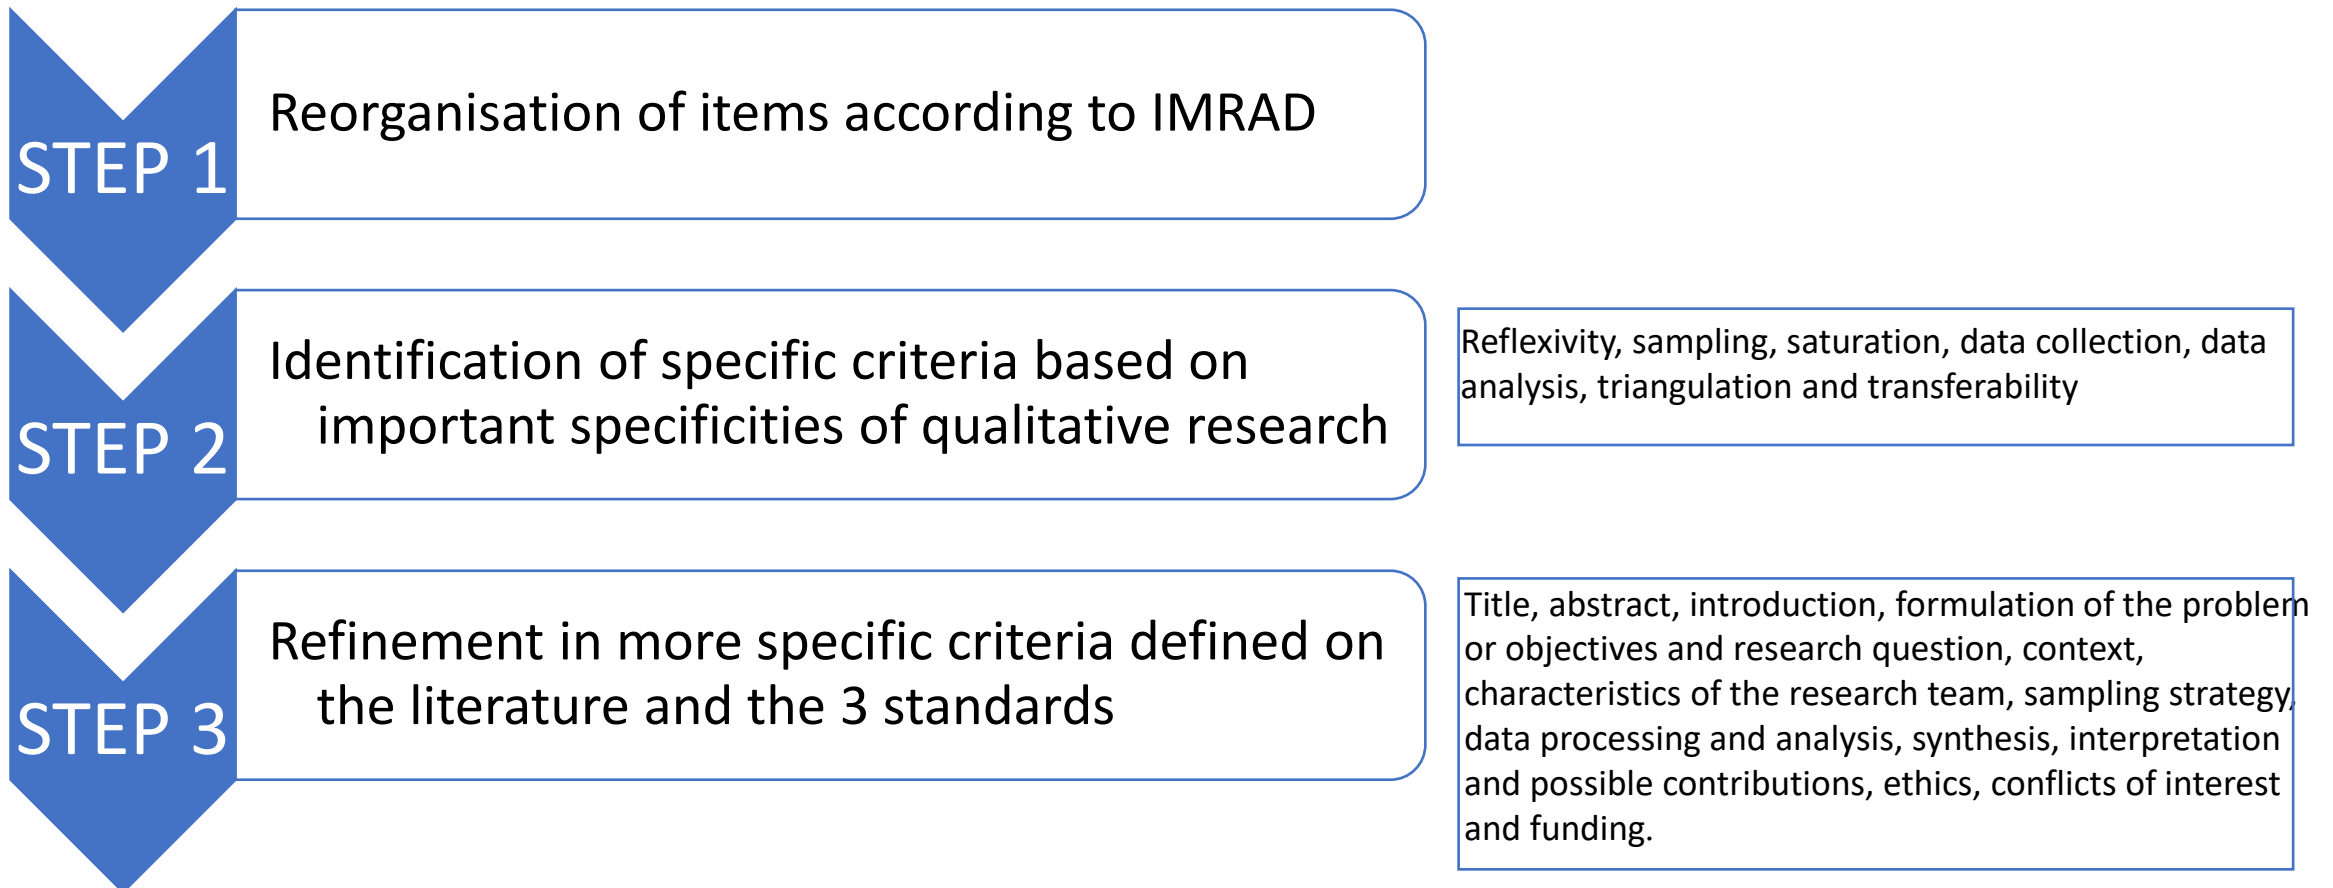 STEP 1
Reorganisation of items according to IMRAD
STEP 2
Identification of specific criteria based on
important specificities of qualitative research
Reflexivity, sampling, saturation, data collection, data
analysis, triangulation and transferability
STEP 3
Refinement in more specific criteria defined on
the literature and the 3 standards
Title, abstract, introduction, formulation of the problem
or objectives and research question, context,
characteristics of the research team, sampling strategy,
data processing and analysis, synthesis, interpretation
and possible contributions, ethics, conflicts of interest
and funding.